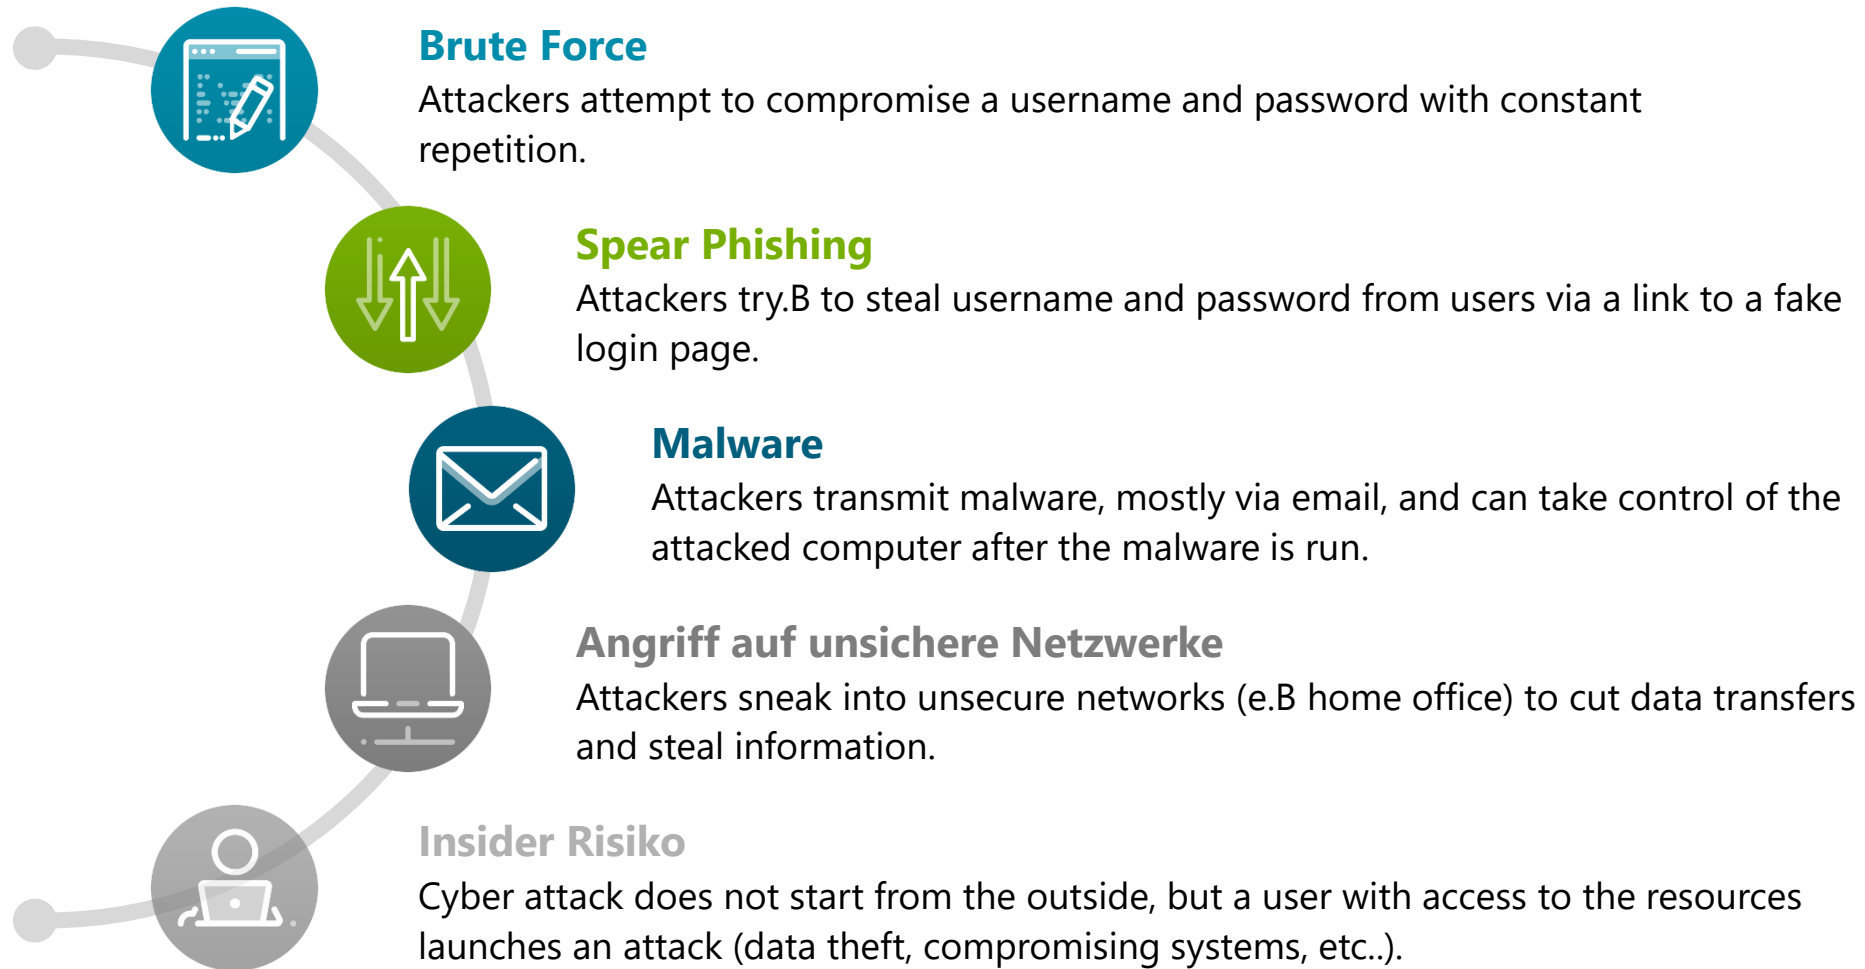 Brute Force
Attackers attempt to compromise a username and password with constant
repetition.
Spear Phishing
Attackers try.B to steal username and password from users via a link to a fake
login page.
Malware
Attackers transmit malware, mostly via email, and can take control of the
attacked computer after the malware is run.
Angriff auf unsichere Netzwerke
Attackers sneak into unsecure networks (e.B home office) to cut data transfers
and steal information.
Insider Risiko
Cyber attack does not start from the outside, but a user with access to the resources
launches an attack (data theft, compromising systems, etc..).